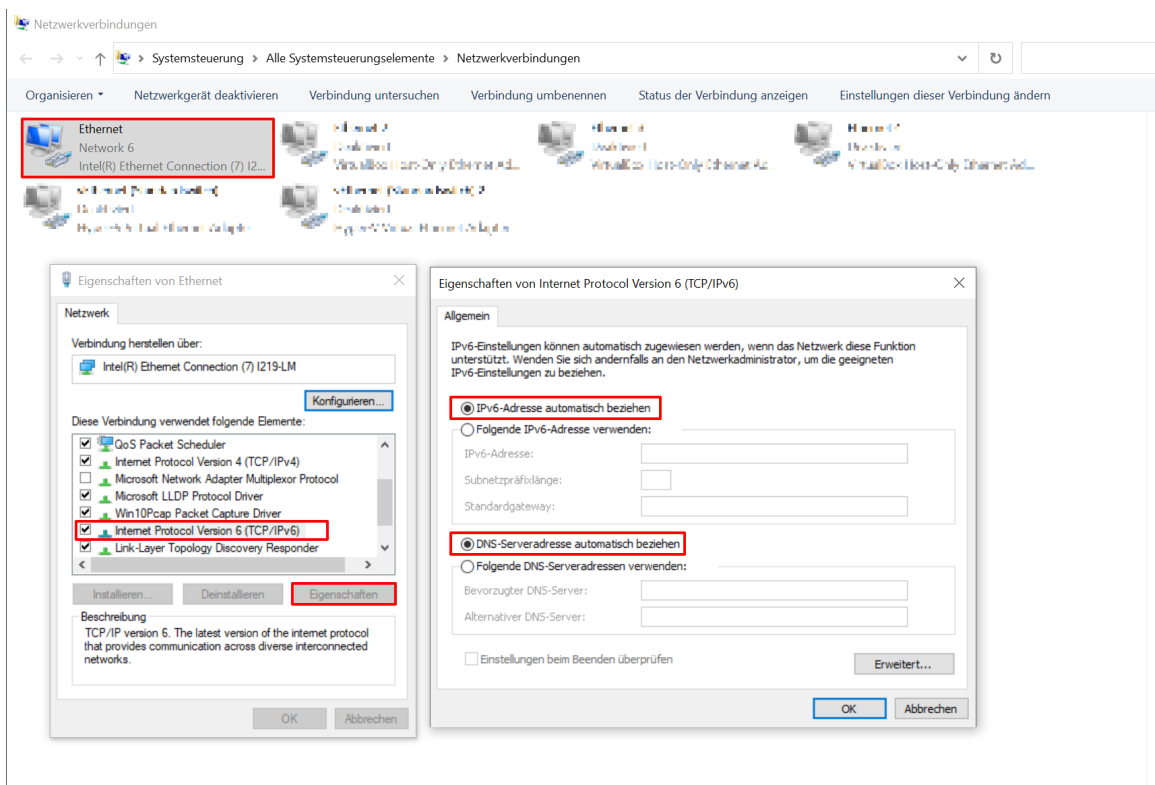 Netzwerkverbindungen
Systemsteuerung > Alle Systemsteuerungselemente > Netzwerkverbindungen
Organisieren Netzwerkgerät deaktivieren Verbindung untersuchen Verbindung umbenennen Status der Verbindung anzeigen Einstellungen dieser Verbindung ändern
Ethernet
Network 6
Intel(R) Ethernet Connection (7) I2...
Eigenschaften von Ethernet
Netzwerk
Verbindung herstellen über:
Intel(R) Ethernet Connection (7) I219-LM
Konfigurieren...
Diese Verbindung verwendet folgende Elemente:
QoS Packet Scheduler
Internet Protocol Version 4 (TCP/IPv4)
Microsoft Network Adapter Multiplexor Protocol
Microsoft LLDP Protocol Driver
Win10Pcap Packet Capture Driver
Internet Protocol Version 6 (TCP/IPv6)
Link-Layer Topology Discovery Responder
Installieren... Deinstallieren Eigenschaften
Beschreibung
TCP/IP version 6. The latest version of the internet protocol
that provides communication across diverse interconnected
networks.
OK Abbrechen
Eigenschaften von Internet Protocol Version 6 (TCP/IPv6)
Allgemein
IPv6-Einstellungen können automatisch zugewiesen werden, wenn das Netzwerk diese Funktion
unterstützt. Wenden Sie sich andernfalls an den Netzwerkadministrator, um die geeigneten
IPv6-Einstellungen zu beziehen.
IPv6-Adresse automatisch beziehen
Folgende IPv6-Adresse verwenden:
IPv6-Adresse:
Subnetzpräfixlänge:
Standardgateway:
DNS-Serveradresse automatisch beziehen
Folgende DNS-Serveradressen verwenden:
Bevorzugter DNS-Server:
Alternativer DNS-Server:
Einstellungen beim Beenden überprüfen
Erweitert...
OK Abbrechen